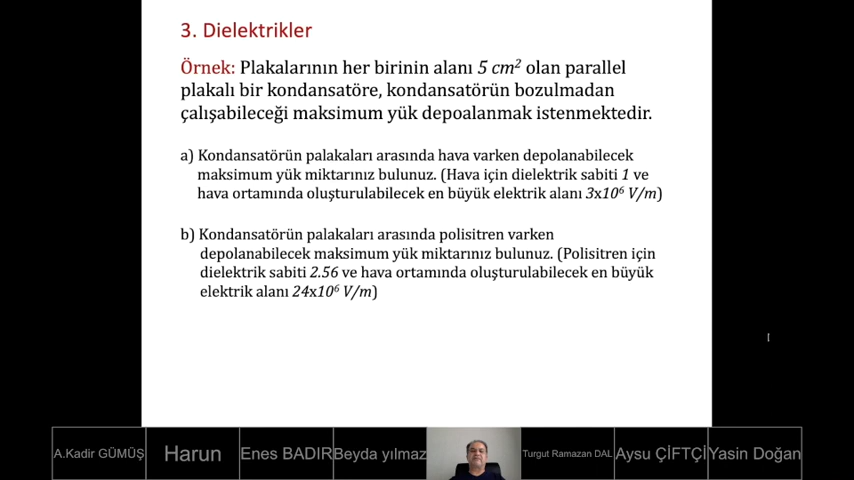 3. Dielektrikler
Örnek: Plakalarının her birinin alanı 5 cm² olan parallel
plakalı bir kondansatöre, kondansatörün bozulmadan
çalışabileceği maksimum yük depoalanmak istenmektedir.
a) Kondansatörün palakaları arasında hava varken depolanabilecek
maksimum yük miktarınız bulunuz. (Hava için dielektrik sabiti 1 ve
hava ortamında oluşturulabilecek en büyük elektrik alanı 3x10⁶ V/m)
b) Kondansatörün palakaları arasında polisitren varken
depolanabilecek maksimum yük miktarınız bulunuz. (Polisitren için
dielektrik sabiti 2.56 ve hava ortamında oluşturulabilecek en büyük
elektrik alanı 24x10⁶ V/m)
A.Kadir GÜMÜŞ Harun Enes BADIR Beyda yılmaz Turgut Ramazan DAL Aysu ÇİFTÇİ Yasin Doğan